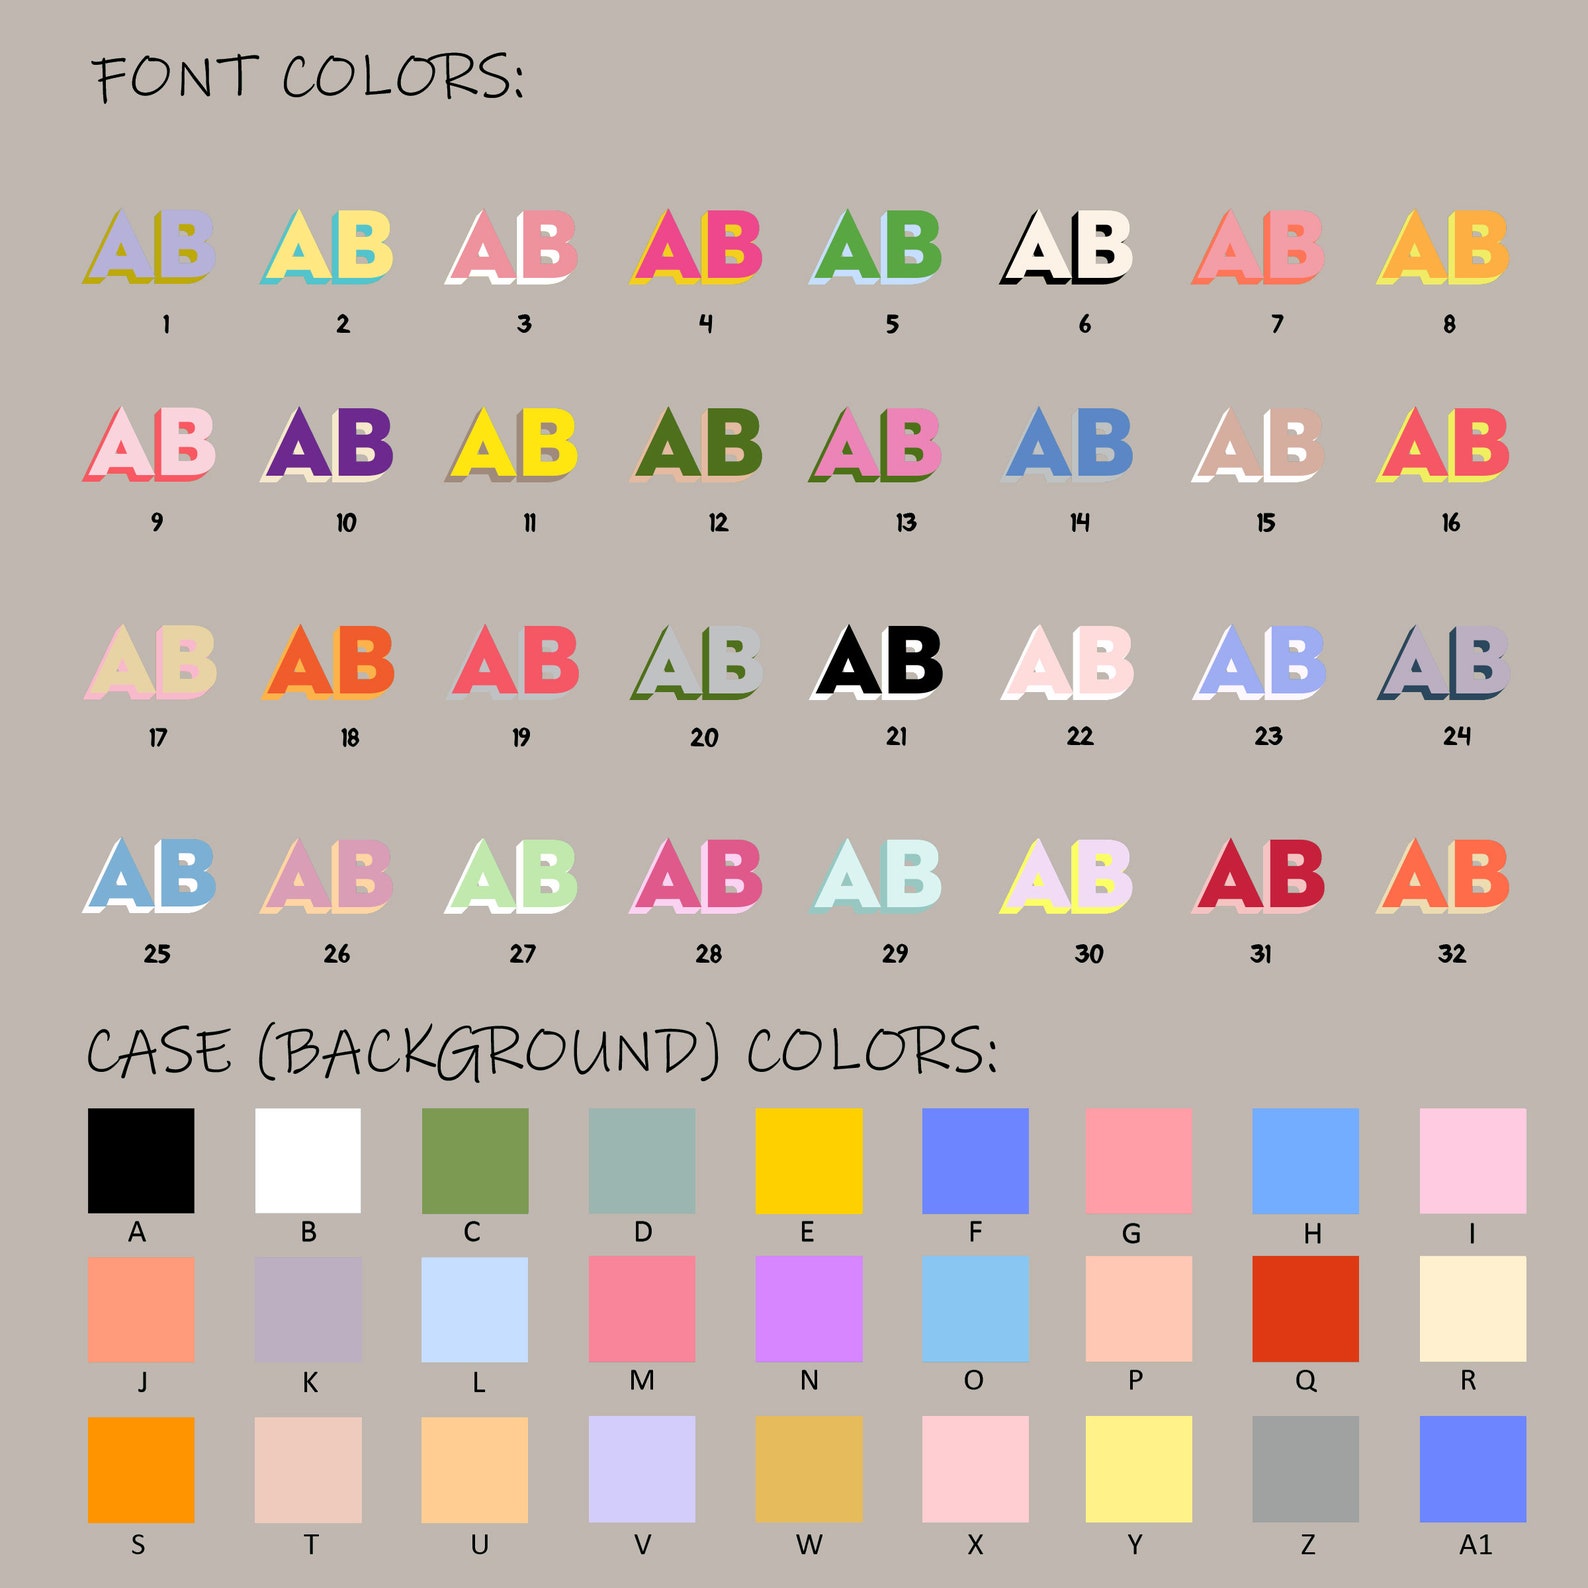 FONT COLORS:
AB AB AB AB AB AB AB AB
1 2 3 4 5 6 7 8
AB AB AB AB AB AB AB AB
9 10 11 12 13 14 15 16
AB AB AB AB AB AB AB AB
17 18 19 20 21 22 23 24
AB AB AB AB AB AB AB AB
25 26 27 28 29 30 31 32
CASE (BACKGROUND) COLORS:
A B C D E F G H I
J K L M N O P Q R
S T U V W X Y Z A1